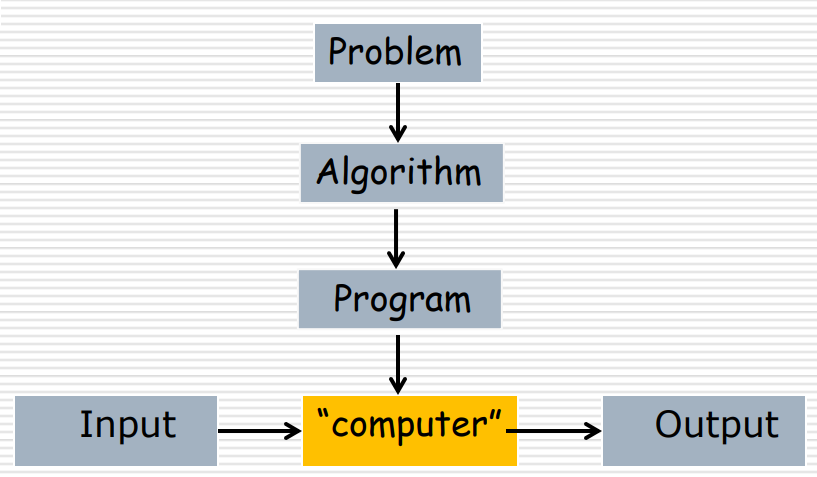 Problem
Algorithm
Program
Input
“computer”
Output